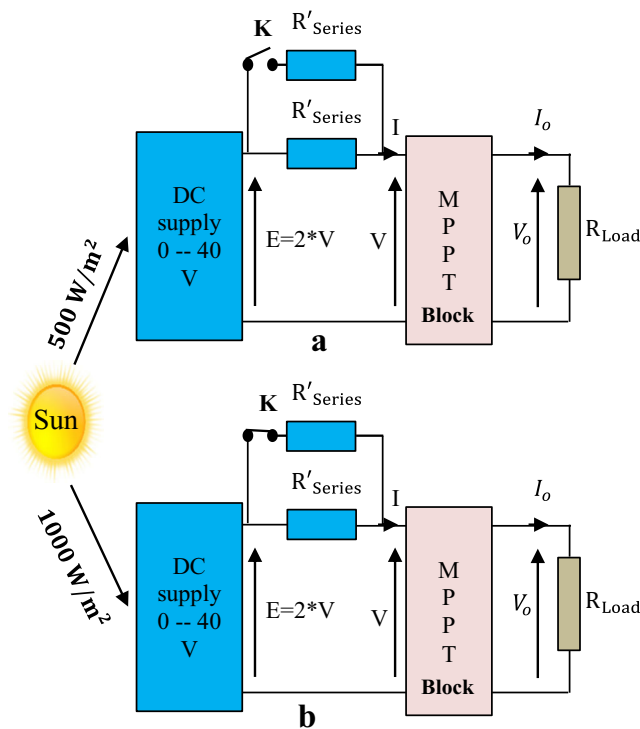 R′Series
K
R′Series
I
Iₒ
DC
supply
0 -- 40
V
E=2*V
V
M
P
P
T
Block
Vₒ
RLoad
500 W/m²
a
Sun
1000 W/m²
R′Series
K
R′Series
I
Iₒ
DC
supply
0 -- 40
V
E=2*V
V
M
P
P
T
Block
Vₒ
RLoad
b